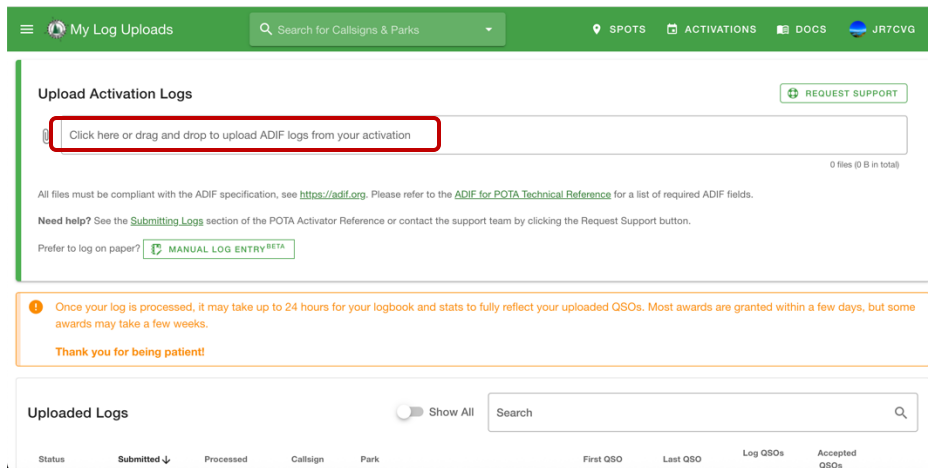 My Log Uploads
Search for Callsigns & Parks
SPOTS
ACTIVATIONS
DOCS
JR7CVG
Upload Activation Logs
REQUEST SUPPORT
Click here or drag and drop to upload ADIF logs from your activation
0 files (0 B in total)
All files must be compliant with the ADIF specification, see https://adif.org. Please refer to the ADIF for POTA Technical Reference for a list of required ADIF fields.
Need help? See the Submitting Logs section of the POTA Activator Reference or contact the support team by clicking the Request Support button.
Prefer to log on paper? MANUAL LOG ENTRY BETA
Once your log is processed, it may take up to 24 hours for your logbook and stats to fully reflect your uploaded QSOs. Most awards are granted within a few days, but some
awards may take a few weeks.
Thank you for being patient!
Uploaded Logs
Show All
Search
Status Submitted Processed Callsign Park First QSO Last QSO Log QSOs Accepted
QSOs